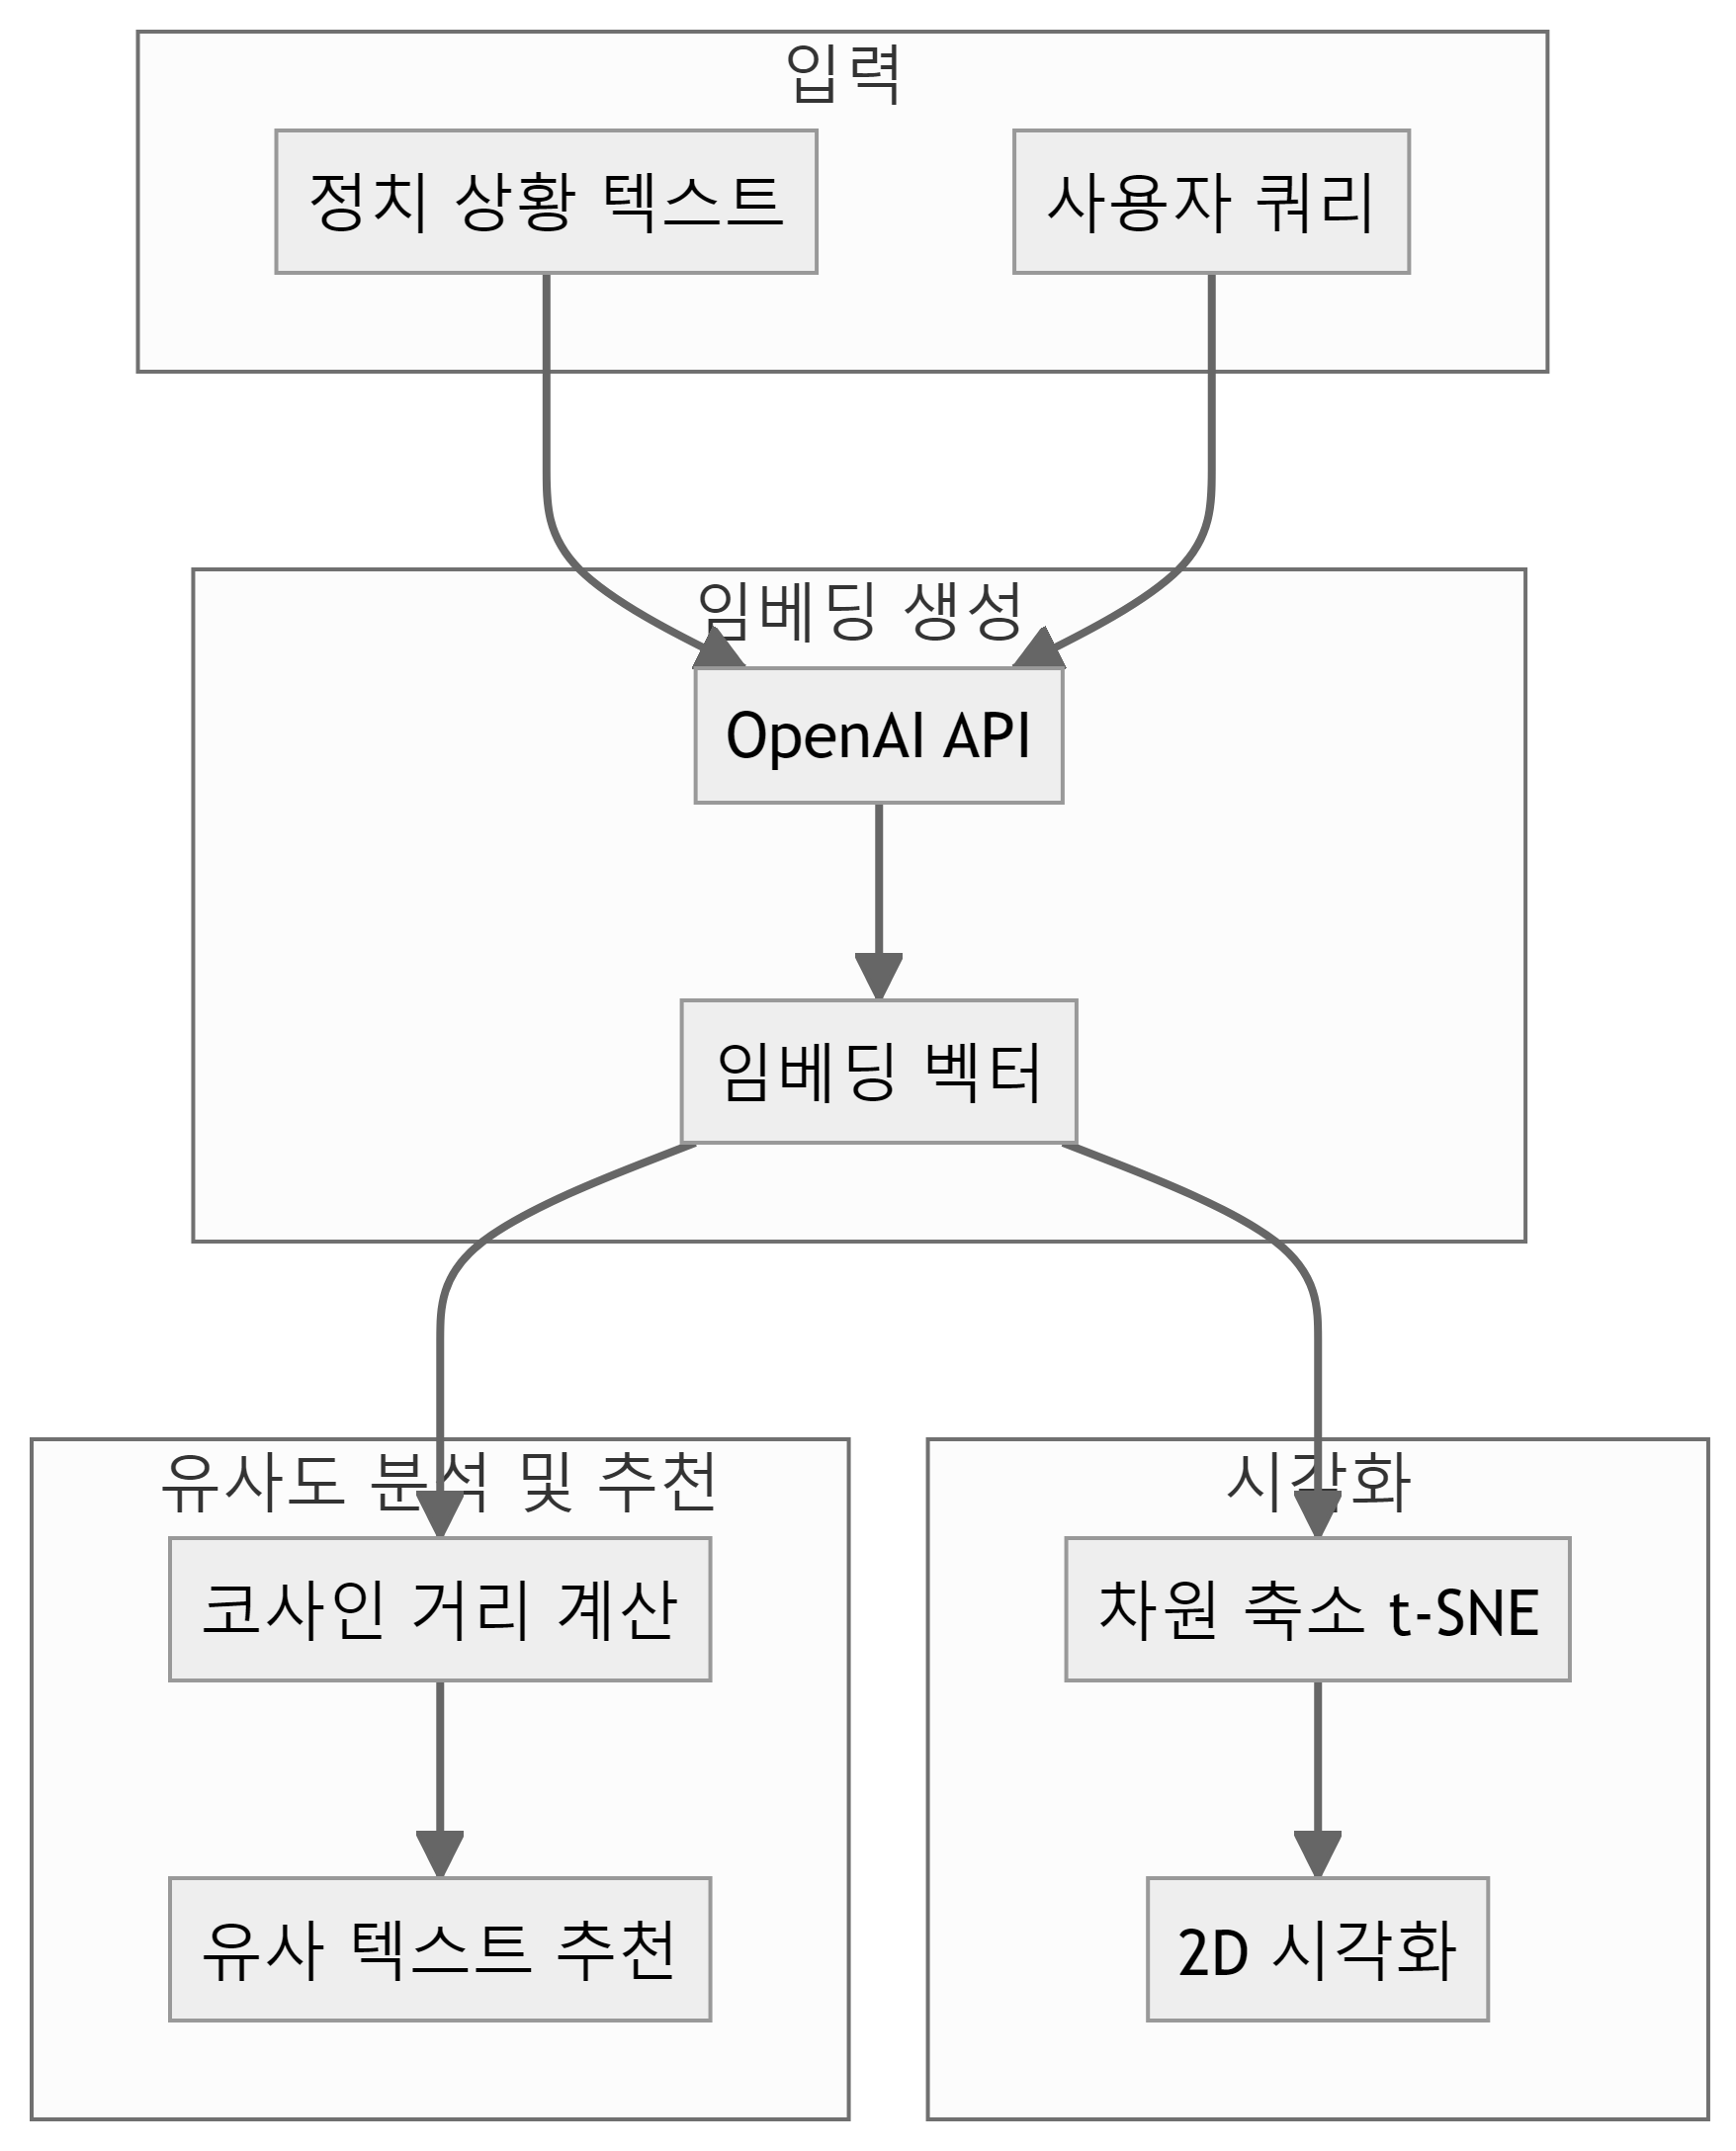 입력
정치 상황 텍스트
사용자 쿼리
임베딩 생성
OpenAI API
임베딩 벡터
유사도 분석 및 추천
시각화
코사인 거리 계산
차원 축소 t-SNE
유사 텍스트 추천
2D 시각화